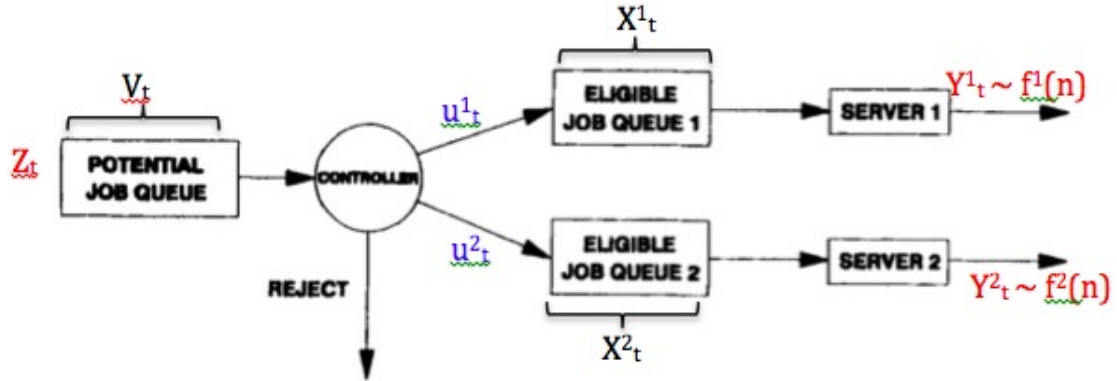 X¹ₜ
Vₜ
Zₜ
POTENTIAL
JOB QUEUE
CONTROLLER
REJECT
u¹ₜ
u²ₜ
ELIGIBLE
JOB QUEUE 1
SERVER 1
Y¹ₜ ~ f¹(n)
ELIGIBLE
JOB QUEUE 2
SERVER 2
Y²ₜ ~ f²(n)
X²ₜ